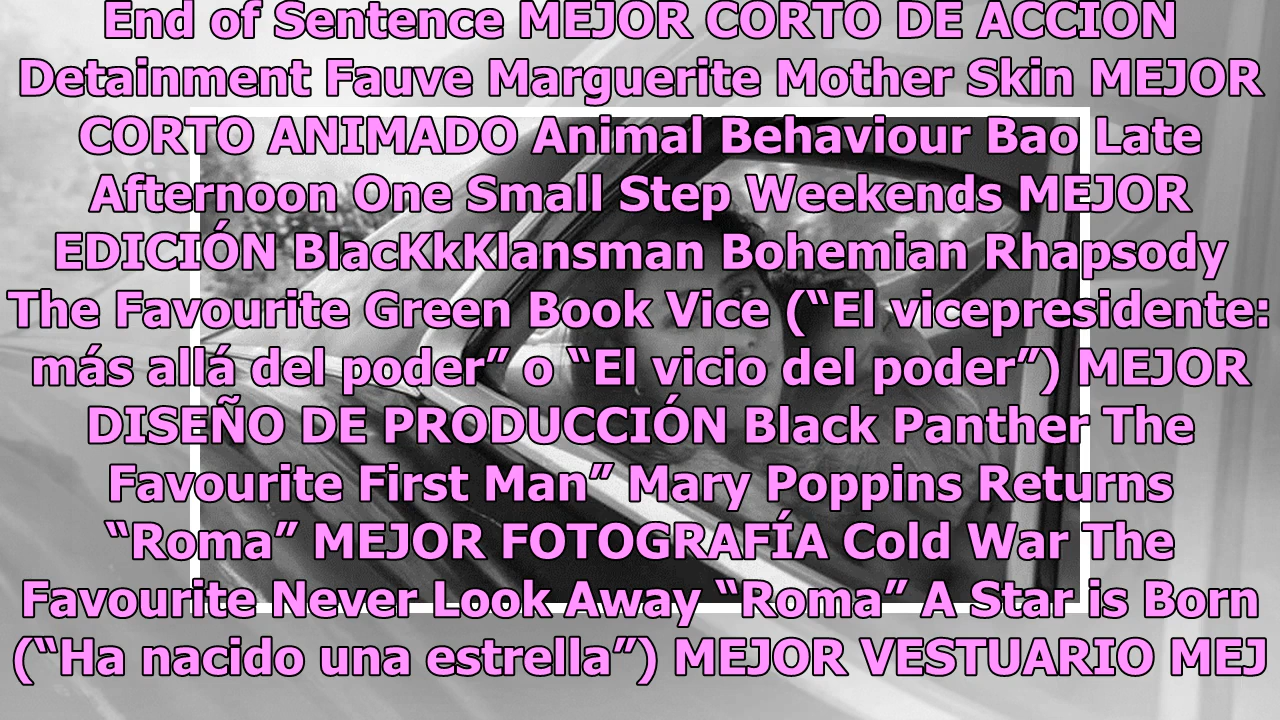 End of Sentence MEJOR CORTO DE ACCIÓN
Detainment Fauve Marguerite Mother Skin MEJOR
CORTO ANIMADO Animal Behaviour Bao Late
Afternoon One Small Step Weekends MEJOR
EDICIÓN BlacKkKlansman Bohemian Rhapsody
The Favourite Green Book Vice (“El vicepresidente:
más allá del poder” o “El vicio del poder”) MEJOR
DISEÑO DE PRODUCCIÓN Black Panther The
Favourite First Man” Mary Poppins Returns
“Roma” MEJOR FOTOGRAFÍA Cold War The
Favourite Never Look Away “Roma” A Star is Born
(“Ha nacido una estrella”) MEJOR VESTUARIO MEJ